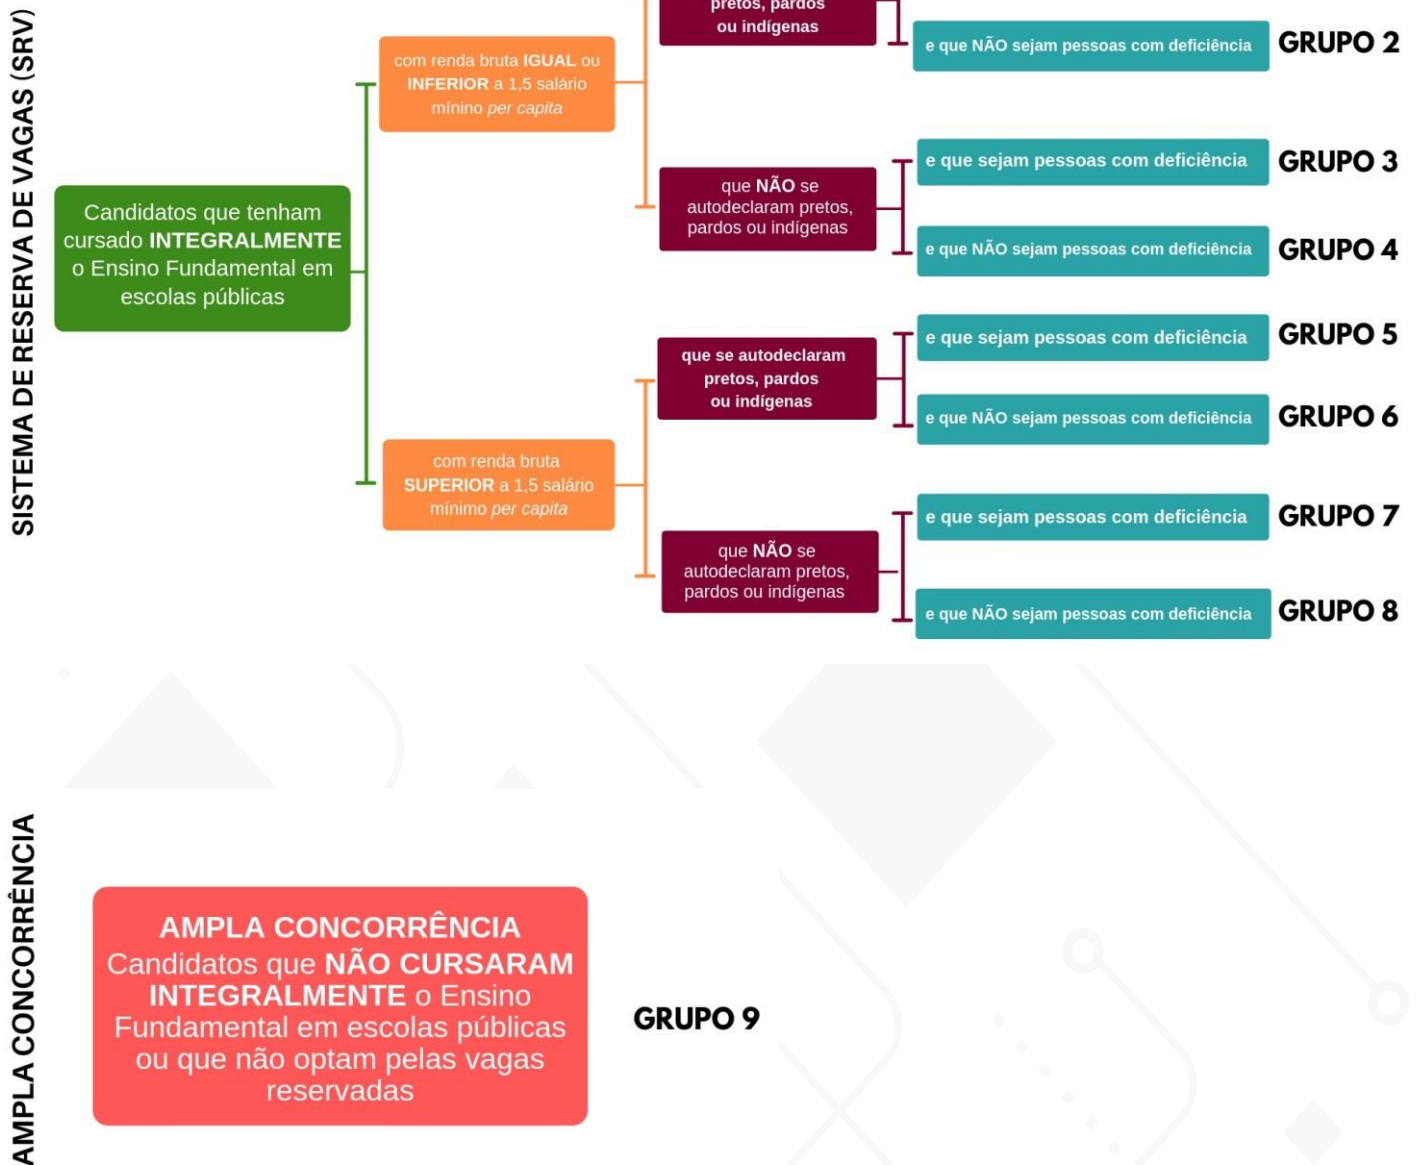 SISTEMA DE RESERVA DE VAGAS (SRV)
Candidatos que tenham
cursado INTEGRALMENTE
o Ensino Fundamental em
escolas públicas
com renda bruta IGUAL ou
INFERIOR a 1,5 salário
mínino per capita
pretos, pardos
ou indígenas
e que NÃO sejam pessoas com deficiência
GRUPO 2
que NÃO se
autodeclaram pretos,
pardos ou indígenas
e que sejam pessoas com deficiência
GRUPO 3
e que NÃO sejam pessoas com deficiência
GRUPO 4
com renda bruta
SUPERIOR a 1,5 salário
mínimo per capita
que se autodeclaram
pretos, pardos
ou indígenas
e que sejam pessoas com deficiência
GRUPO 5
e que NÃO sejam pessoas com deficiência
GRUPO 6
que NÃO se
autodeclaram pretos,
pardos ou indígenas
e que sejam pessoas com deficiência
GRUPO 7
e que NÃO sejam pessoas com deficiência
GRUPO 8
AMPLA CONCORRÊNCIA
AMPLA CONCORRÊNCIA
Candidatos que NÃO CURSARAM
INTEGRALMENTE o Ensino
Fundamental em escolas públicas
ou que não optam pelas vagas
reservadas
GRUPO 9